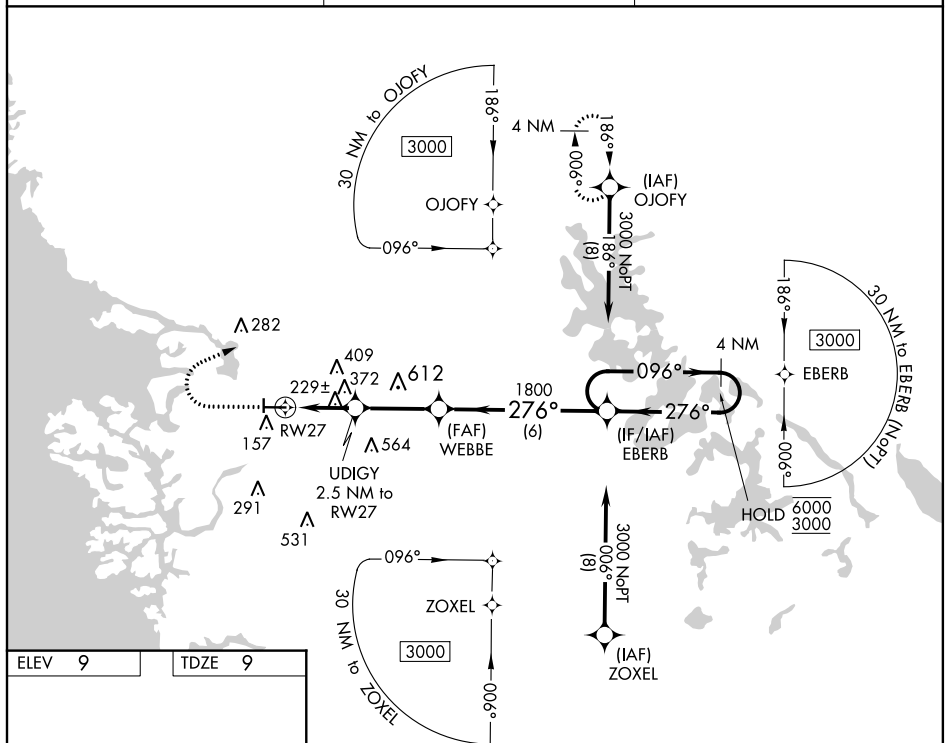 30 NM to OJOFY
186°
3000
OJOFY
096°
4 NM
186°
006°
(IAF)
OJOFY
3000 NoPT
186°
(8)
186°
30 NM to EBERB (NoPT)
3000
EBERB
006°
282
409
372
229±
612
4 NM
096°
1800
276°
(6)
276°
157
RW27
564
(FAF)
WEBBE
(IF/IAF)
EBERB
UDIGY
2.5 NM to
RW27
291
531
HOLD
6000
3000
096°
ZOXEL
30 NM to ZOXEL
3000
006°
3000 NoPT
006°
(8)
(IAF)
ZOXEL
ELEV 9
TDZE 9